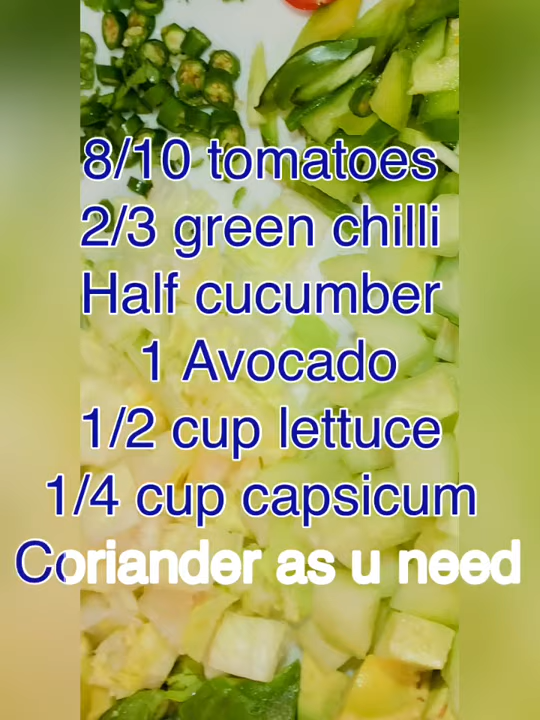 8/10 tomatoes
2/3 green chilli
Half cucumber
1 Avocado
1/2 cup lettuce
1/4 cup capsicum
Coriander as u need